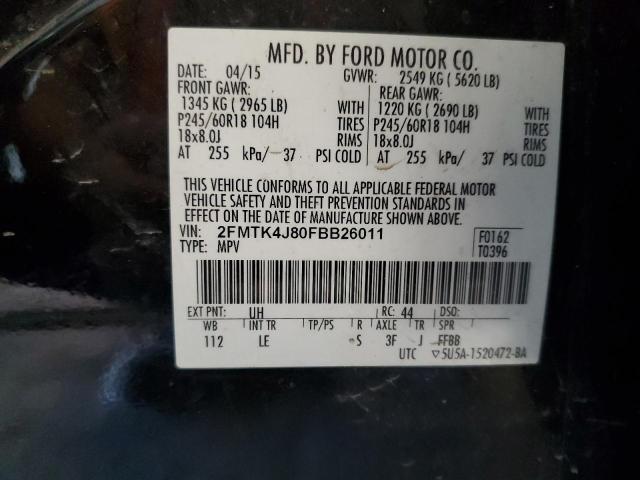 MFD. BY FORD MOTOR CO.
DATE: 04/15 GVWR: 2549 KG ( 5620 LB)
FRONT GAWR: REAR GAWR:
1345 KG ( 2965 LB) WITH 1220 KG ( 2690 LB) WITH
P245/60R18 104H TIRES P245/60R18 104H TIRES
18x8.0J RIMS 18x8.0J RIMS
AT 255 kPa/ 37 PSI COLD AT 255 kPa/ 37 PSI COLD
THIS VEHICLE CONFORMS TO ALL APPLICABLE FEDERAL MOTOR
VEHICLE SAFETY AND THEFT PREVENTION STANDARDS IN
EFFECT ON THE DATE OF MANUFACTURE SHOWN ABOVE.
VIN: 2FMTK4J80FBB26011 F0162
TYPE: MPV T0396
EXT PNT: UH RC: 44 DSO:
WB INT TR TP/PS R AXLE TR SPR
112 LE S 3F J FFBB
UTC ▽5U5A-1520472-BA